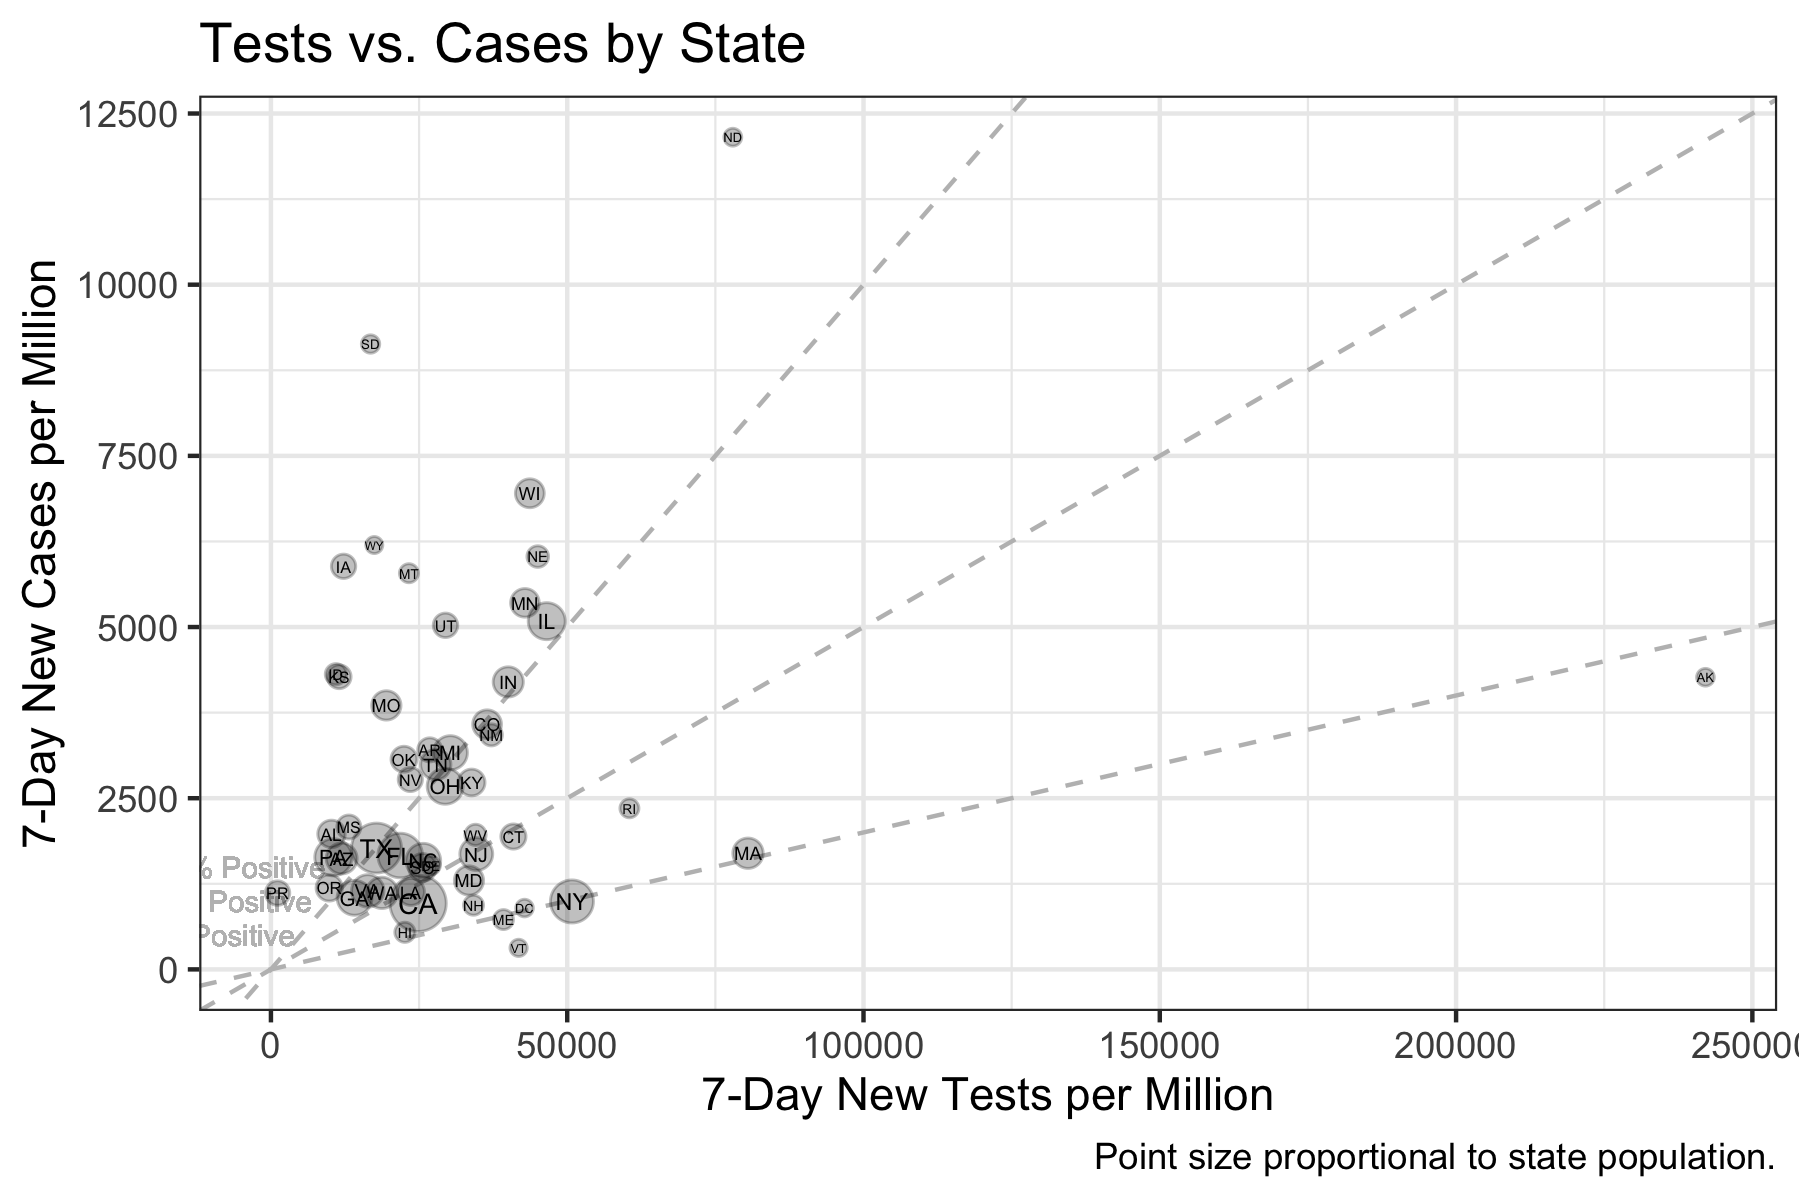 Tests vs. Cases by State
12500
10000
7500
5000
2500
0
7-Day New Cases per Million
ND
SD
WI
WY
NE
IA
MT
MN
IL
UT
ID
KS
IN
MO
CO
NM
AR
MI
OK
TN
NV
OH
KY
RI
MS
AL
WV
CT
TX
FL
NC
SC
NJ
MA
PA
AZ
% Positive
MD
OR
PR
VA
WA
LA
GA
CA
Positive
NH
DC
NY
ME
HI
Positive
VT
AK
0
50000
100000
150000
200000
25000
7-Day New Tests per Million
Point size proportional to state population.